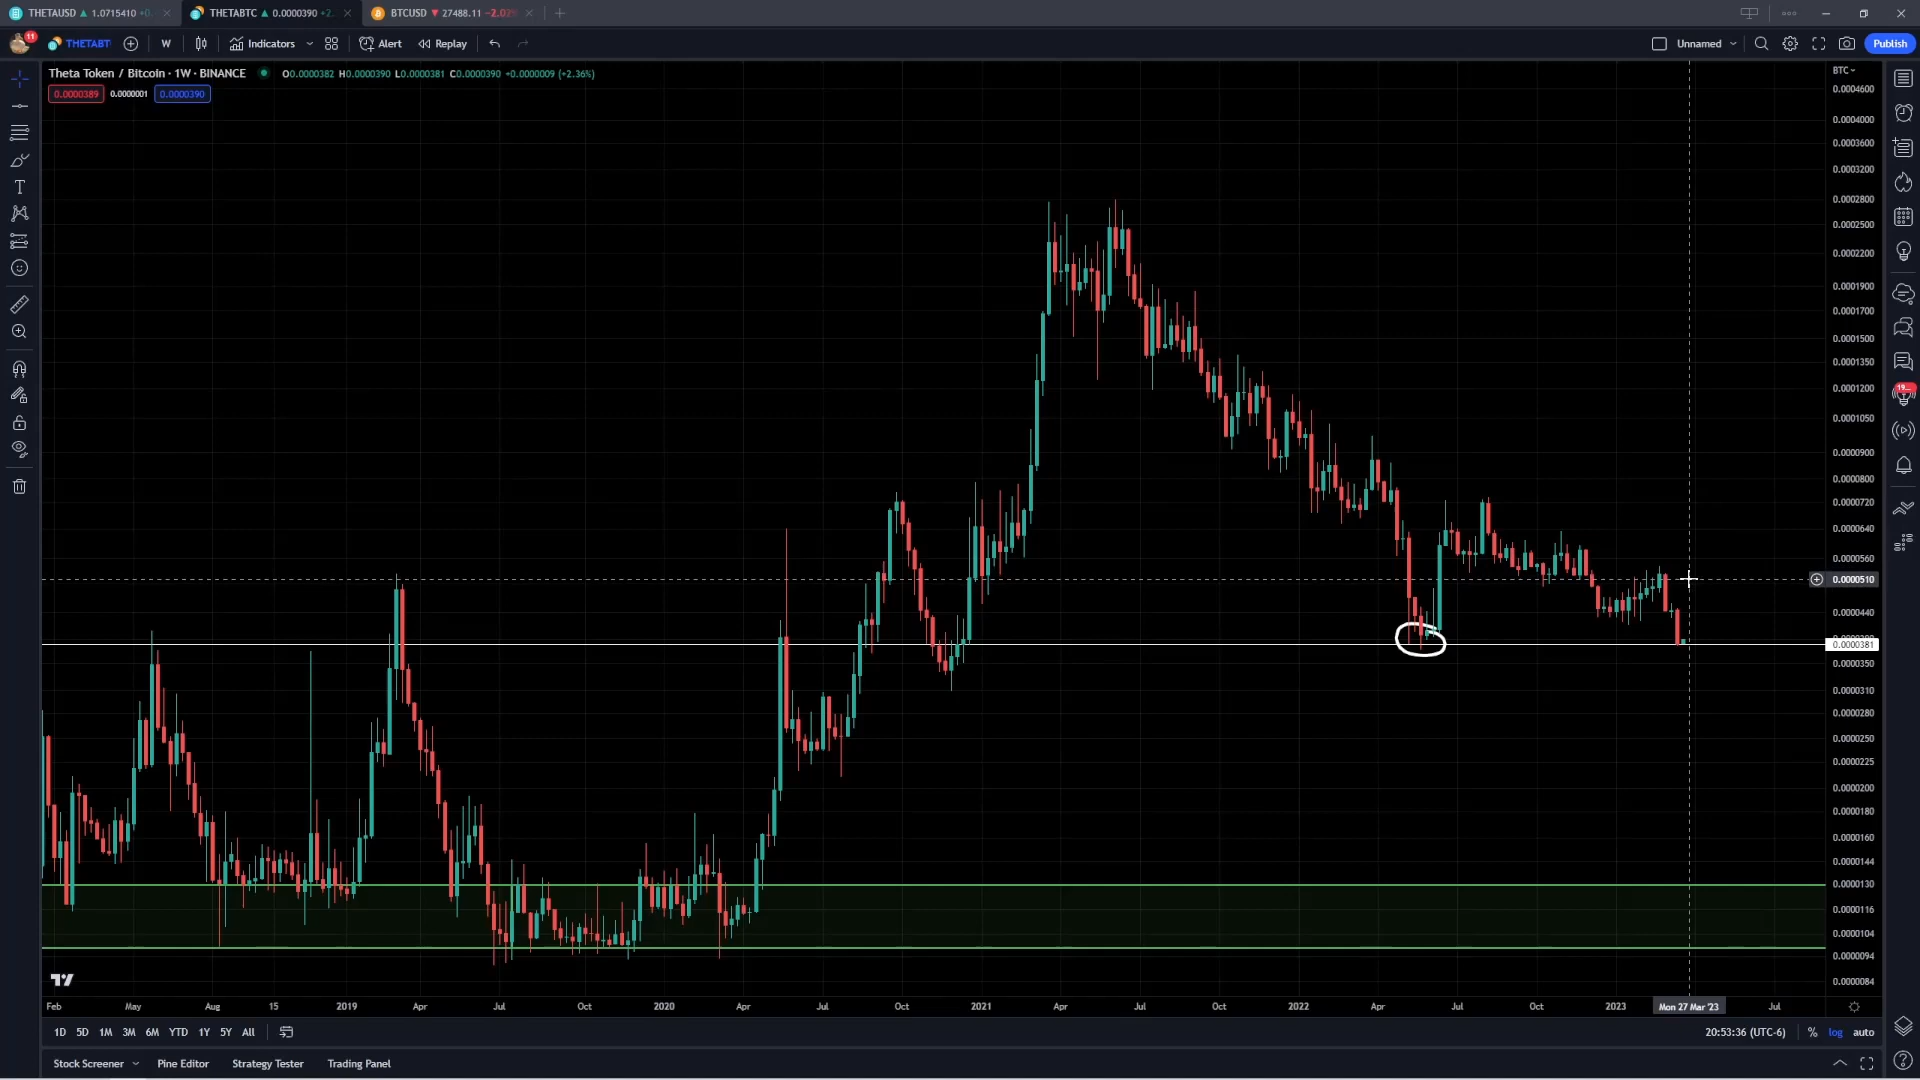 THETAUSD ▲ 1.0715410 +0.
THETABTC ▲ 0.0000390 +2.
BTCUSD ▼ 27488.11 −2.02%
11
THETABT
W
Indicators
Alert
Replay
Unnamed
Publish
Theta Token / Bitcoin · 1W · BINANCE
O0.0000382 H0.0000390 L0.0000381 C0.0000390 +0.0000009 (+2.36%)
0.0000389
0.0000001
0.0000390
BTC
0.0004600
0.0004000
0.0003600
0.0003200
0.0002800
0.0002500
0.0002200
0.0001900
0.0001700
0.0001500
0.0001350
0.0001200
0.0001050
0.0000900
0.0000800
0.0000720
0.0000640
0.0000560
0.0000510
0.0000440
0.0000381
0.0000350
0.0000310
0.0000280
0.0000250
0.0000225
0.0000200
0.0000180
0.0000160
0.0000144
0.0000130
0.0000116
0.0000104
0.0000094
0.0000084
19...
Feb May Aug 15 2019 Apr Jul Oct 2020 Apr Jul Oct 2021 Apr Jul Oct 2022 Apr Jul Oct 2023 Mon 27 Mar '23 Jul
1D 5D 1M 3M 6M YTD 1Y 5Y All
20:53:36 (UTC-6) % log auto
Stock Screener Pine Editor Strategy Tester Trading Panel